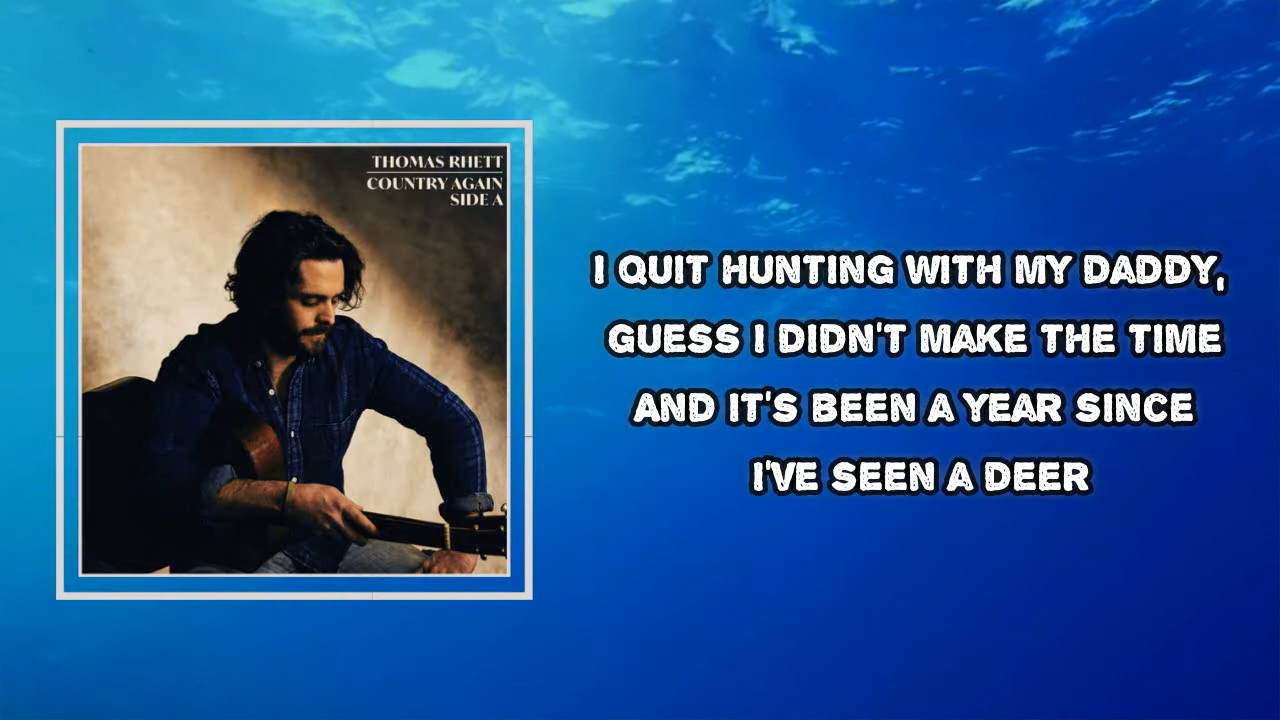 THOMAS RHETT
COUNTRY AGAIN
SIDE A
I QUIT HUNTING WITH MY DADDY,
GUESS I DIDN'T MAKE THE TIME
AND IT'S BEEN A YEAR SINCE
I'VE SEEN A DEER